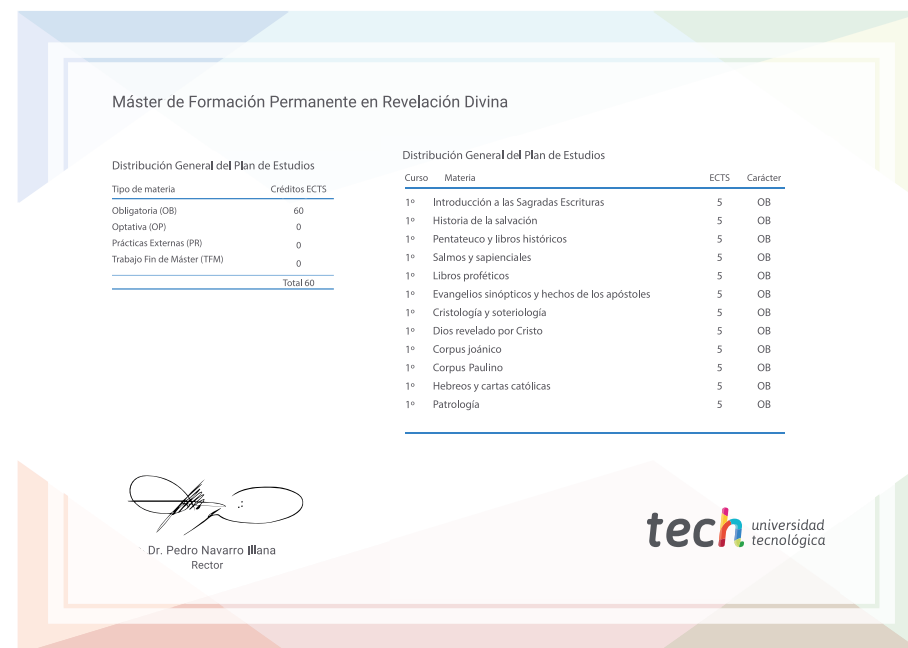 Máster de Formación Permanente en Revelación Divina
Distribución General del Plan de Estudios
Tipo de materia Créditos ECTS
Obligatoria (OB) 60
Optativa (OP) 0
Prácticas Externas (PR) 0
Trabajo Fin de Máster (TFM) 0
Total 60
Distribución General del Plan de Estudios
Curso Materia ECTS Carácter
1º Introducción a las Sagradas Escrituras 5 OB
1º Historia de la salvación 5 OB
1º Pentateuco y libros históricos 5 OB
1º Salmos y sapienciales 5 OB
1º Libros proféticos 5 OB
1º Evangelios sinópticos y hechos de los apóstoles 5 OB
1º Cristología y soteriología 5 OB
1º Dios revelado por Cristo 5 OB
1º Corpus joánico 5 OB
1º Corpus Paulino 5 OB
1º Hebreos y cartas católicas 5 OB
1º Patrología 5 OB
Dr. Pedro Navarro Illana
Rector
tech universidad
tecnológica